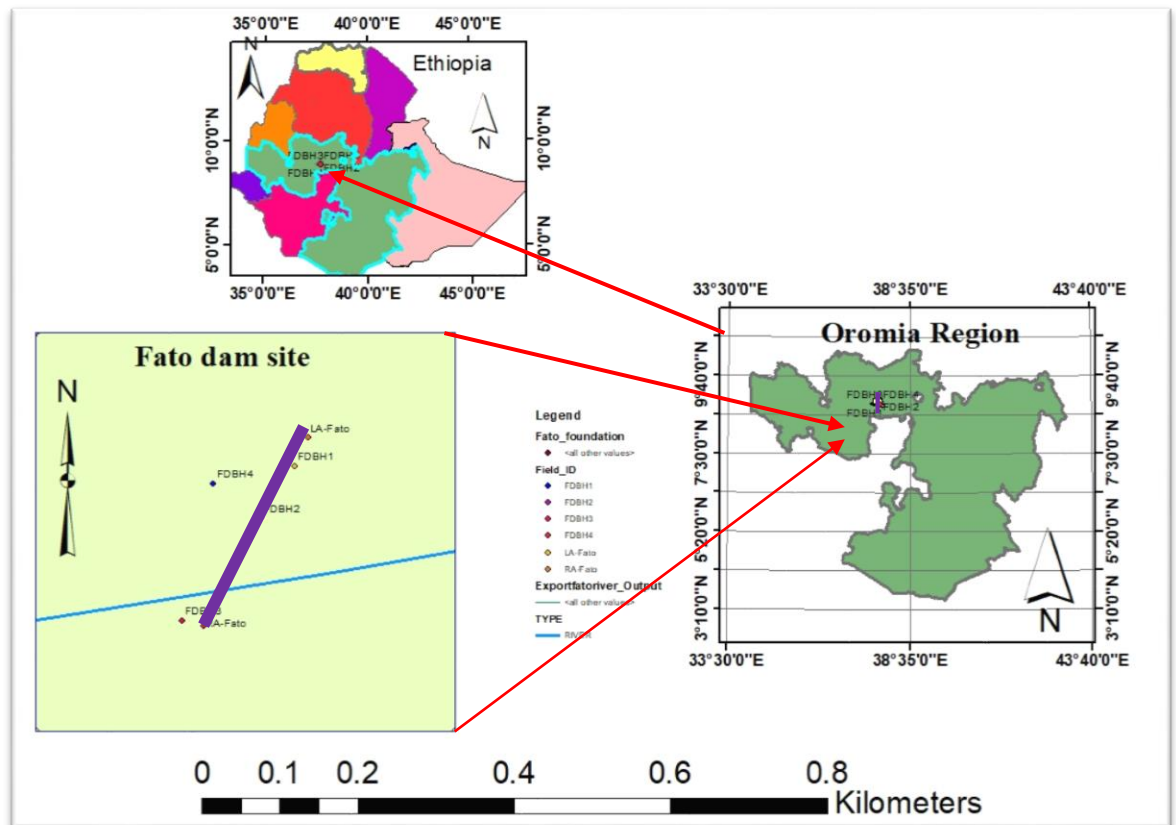 35°0'0"E 40°0'0"E 45°0'0"E
N
Ethiopia
N
10°0'0"N
10°0'0"N
5°0'0"N
5°0'0"N
35°0'0"E 40°0'0"E 45°0'0"E
Fato dam site
N
LA-Fato
FDBH1
FDBH4
DBH2
A-Fato
Legend
Fato_foundation
<all other values>
Field_ID
FDBH1
FDBH2
FDBH3
FDBH4
LA-Fato
RA-Fato
Exportfatoriver_Output
<all other values>
TYPE
RIVER
33°30'0"E 38°35'0"E 43°40'0"E
Oromia Region
9°40'0"N
9°40'0"N
FDBH4
FDBH2
7°30'0"N
7°30'0"N
5°20'0"N
5°20'0"N
3°10'0"N
3°10'0"N
N
33°30'0"E 38°35'0"E 43°40'0"E
0 0.1 0.2 0.4 0.6 0.8
Kilometers